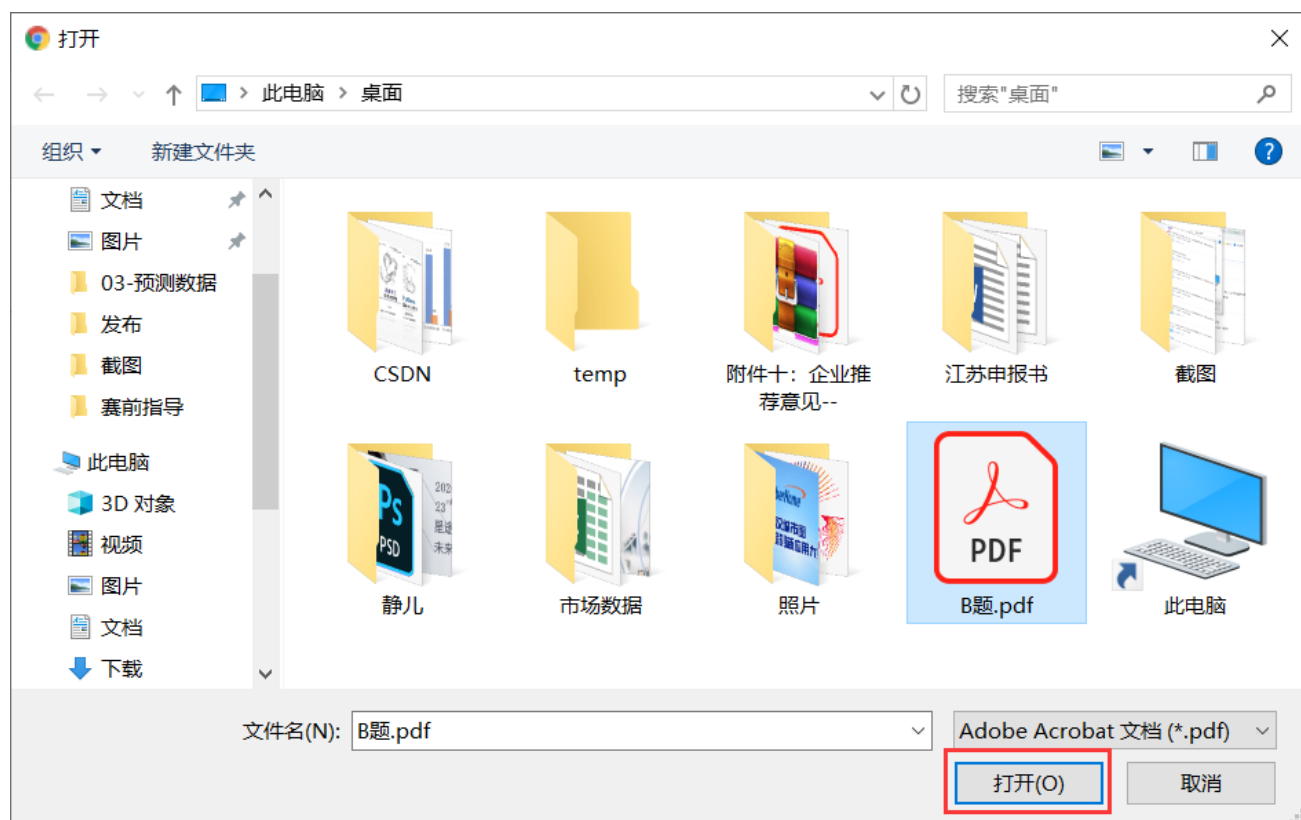 打开
此电脑 > 桌面
搜索"桌面"
组织
新建文件夹
文档
图片
03-预测数据
发布
截图
赛前指导
此电脑
3D 对象
视频
图片
文档
下载
CSDN
temp
附件十：企业推
荐意见--
江苏申报书
截图
Ps
PSD
静儿
市场数据
照片
PDF
B题.pdf
此电脑
文件名(N):
B题.pdf
Adobe Acrobat 文档 (*.pdf)
打开(O)
取消